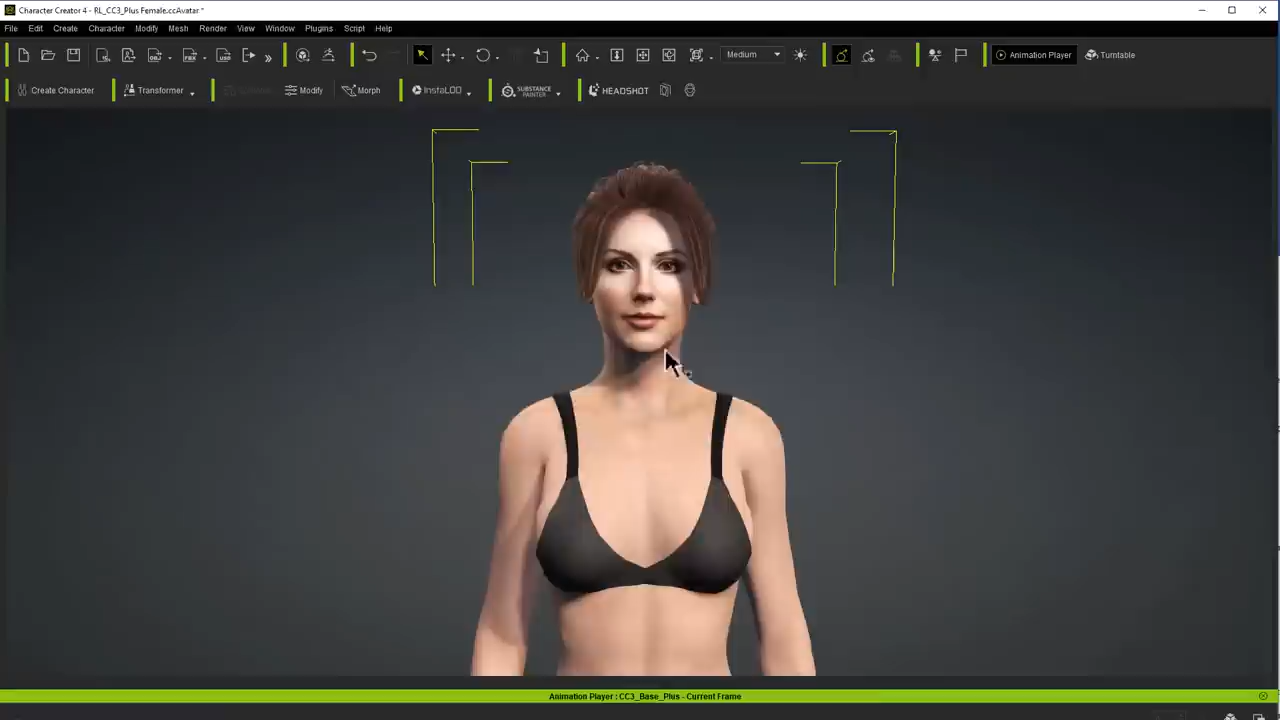 Character Creator 4 - RL_CC3_Plus Female.ccAvatar *
File Edit Create Character Modify Mesh Render Create View Window Plugins Script Help
Medium Animation Player Turntable
Create Character Transformer Modify Morph InstaLOD SUBSTANCE PAINTER HEADSHOT
Animation Player : CC3_Base_Plus - Current Frame